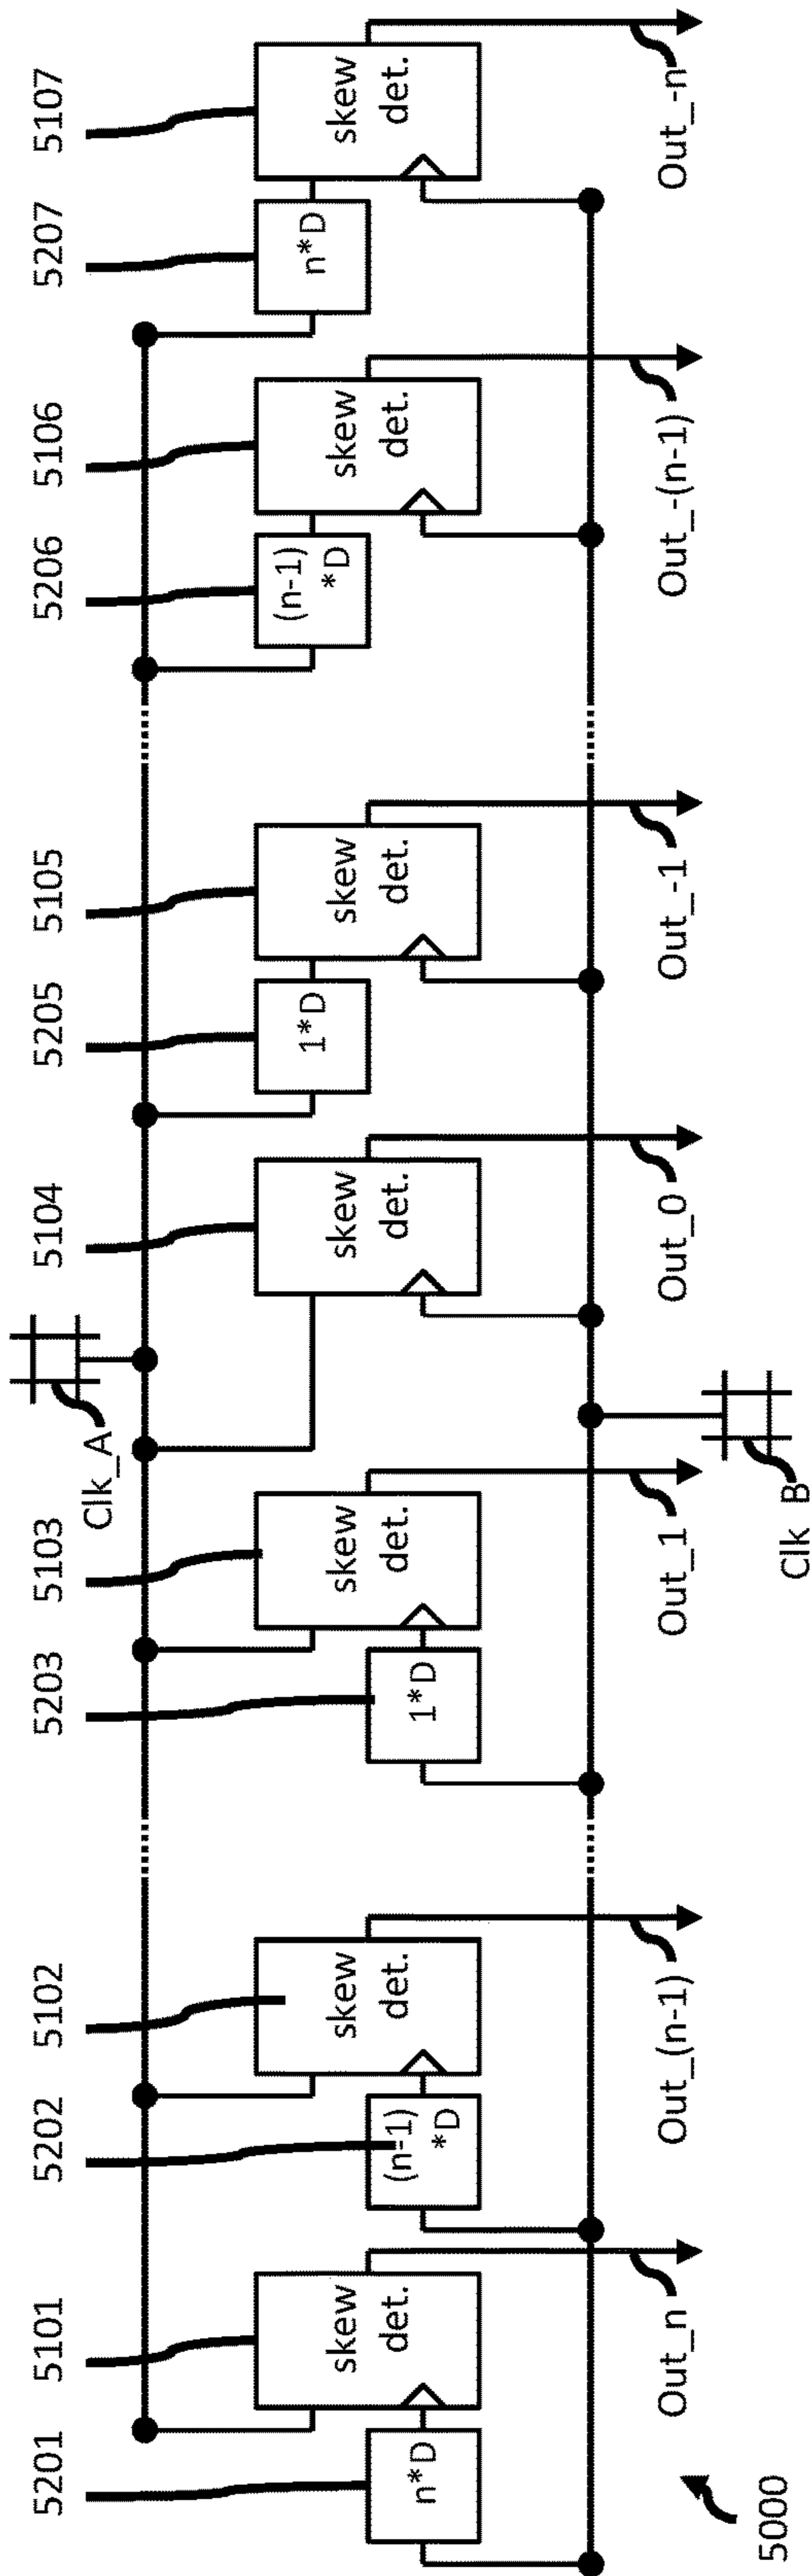 5201 5101 5202 5102 5203 5103 5104 5205 5105 5206 5106 5207 5107
Clk_A
n*D
skew
det.
(n-1)
*D
skew
det.
1*D
skew
det.
skew
det.
1*D
skew
det.
(n-1)
*D
skew
det.
n*D
skew
det.
Out_n
Out_(n-1)
Out_1
Out_0
Out_-1
Out_-(n-1)
Out_-n
Clk_B
5000